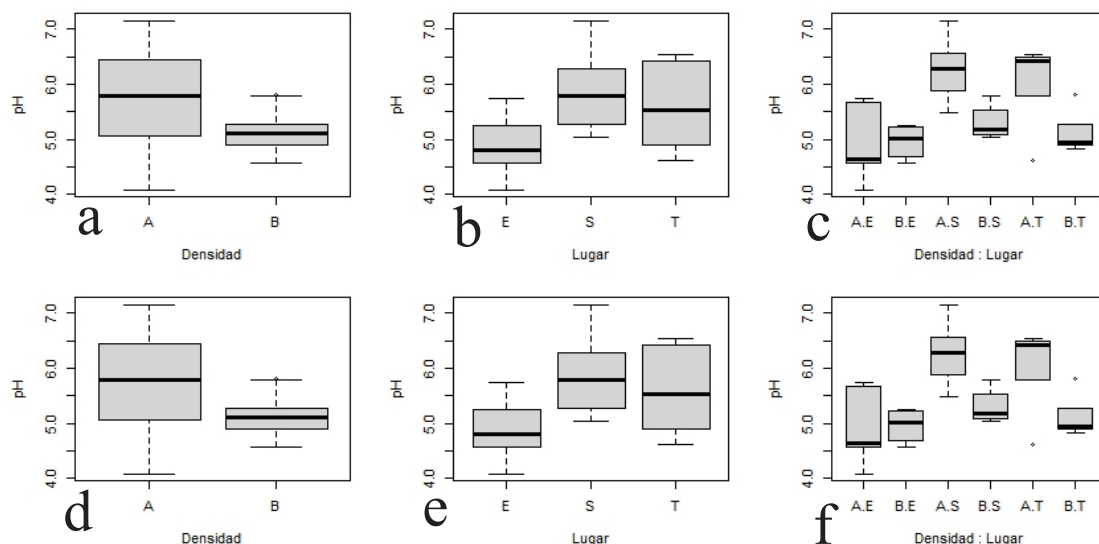 7.0
6.0
5.0
4.0
pH
A
B
Densidad
a
7.0
6.0
5.0
4.0
pH
E
S
T
Lugar
b
7.0
6.0
5.0
4.0
pH
A.E
B.E
A.S
B.S
A.T
B.T
Densidad : Lugar
c
7.0
6.0
5.0
4.0
pH
A
B
Densidad
d
7.0
6.0
5.0
4.0
pH
E
S
T
Lugar
e
7.0
6.0
5.0
4.0
pH
A.E
B.E
A.S
B.S
A.T
B.T
Densidad : Lugar
f